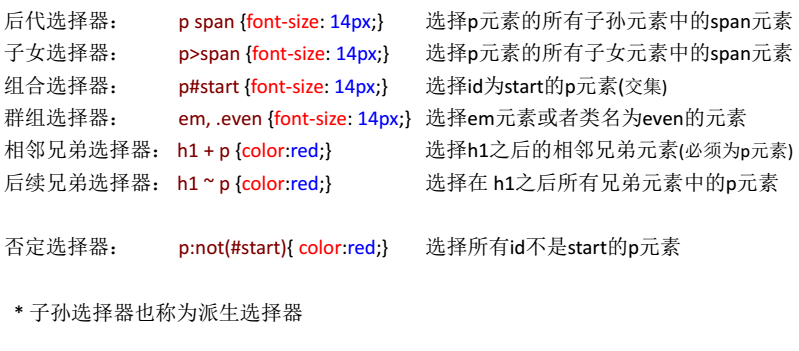 后代选择器： p span {font-size: 14px;} 选择p元素的所有子孙元素中的span元素
子女选择器： p>span {font-size: 14px;} 选择p元素的所有子女元素中的span元素
组合选择器： p#start {font-size: 14px;} 选择id为start的p元素(交集)
群组选择器： em, .even {font-size: 14px;} 选择em元素或者类名为even的元素
相邻兄弟选择器： h1 + p {color:red;} 选择h1之后的相邻兄弟元素(必须为p元素)
后续兄弟选择器： h1 ~ p {color:red;} 选择在 h1之后所有兄弟元素中的p元素
否定选择器： p:not(#start){ color:red;} 选择所有id不是start的p元素
* 子孙选择器也称为派生选择器